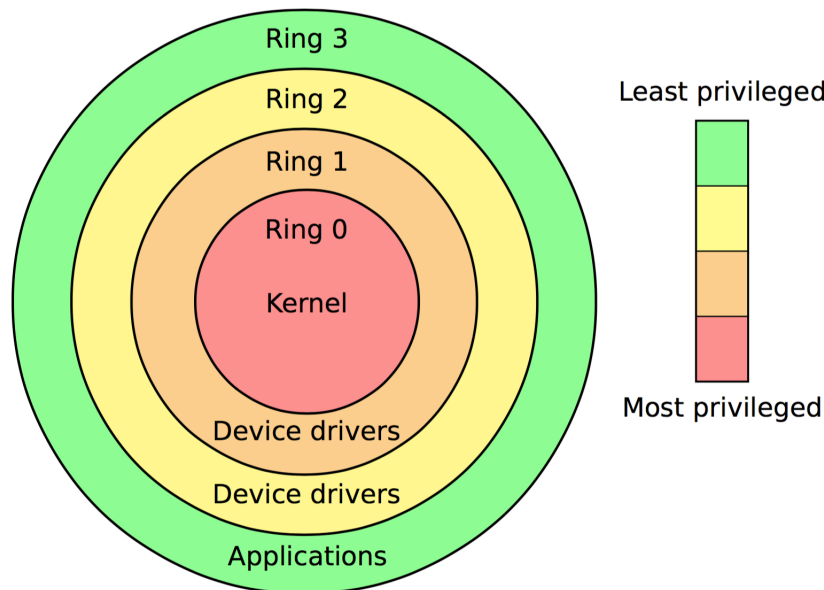 Ring 3
Ring 2
Ring 1
Ring 0
Kernel
Device drivers
Device drivers
Applications
Least privileged
Most privileged